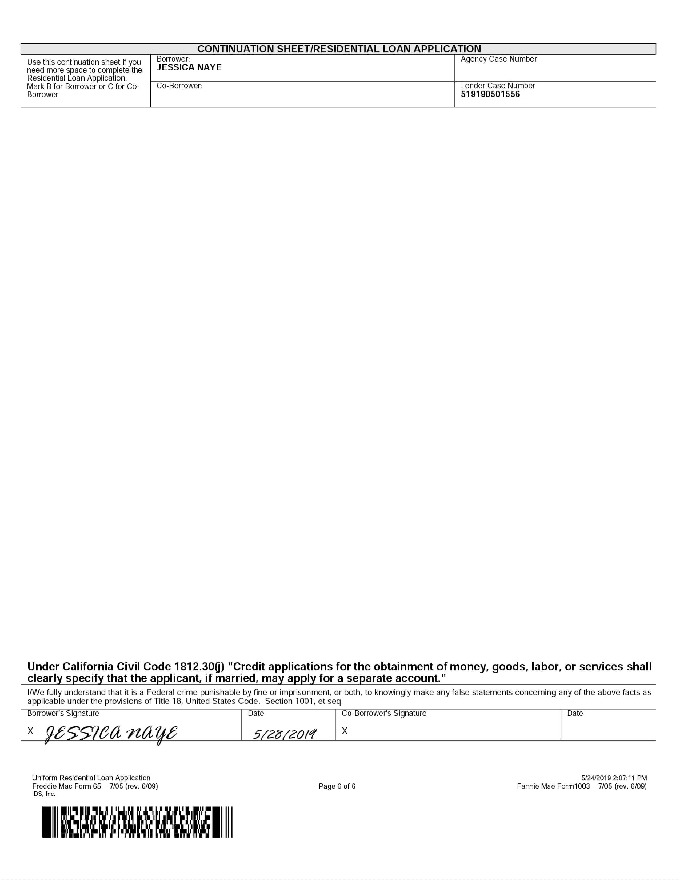 CONTINUATION SHEET/RESIDENTIAL LOAN APPLICATION
Use this continuation sheet if you
need more space to complete the
Residential Loan Application.
Mark B for Borrower or C for Co-
Borrower.
Borrower:
JESSICA NAYE
Agency Case Number
Co-Borrower:
Lender Case Number
519190501556
Under California Civil Code 1812.30(j) "Credit applications for the obtainment of money, goods, labor, or services shall
clearly specify that the applicant, if married, may apply for a separate account."
I/We fully understand that it is a Federal crime punishable by fine or imprisonment, or both, to knowingly make any false statements concerning any of the above facts as
applicable under the provisions of Title 18, United States Code, Section 1001, et seq
Borrower's Signature
Date
Co-Borrower's Signature
Date
X JESSICA NAYE
5/28/2019
X
Uniform Residential Loan Application
Freddie Mac Form 65 7/05 (rev. 6/09)
IDS, Inc.
Page 6 of 6
5/24/2019 2:07:11 PM
Fannie Mae Form1003 7/05 (rev. 6/09)